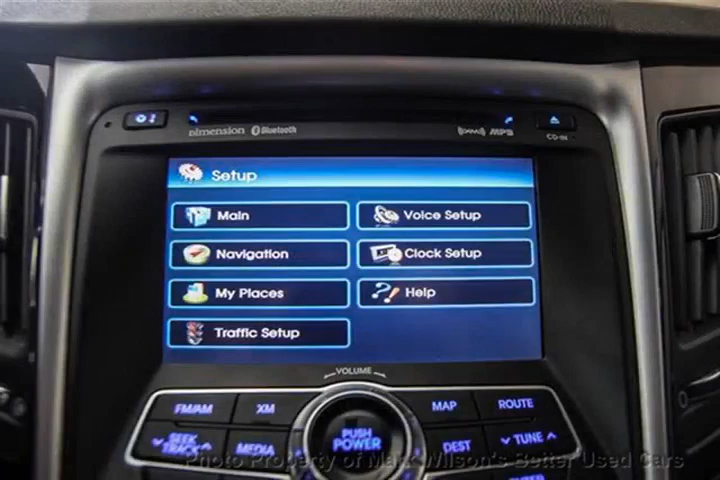 DIMENSION Bluetooth
XM MP3
CD-IN
Setup
Main
Voice Setup
Navigation
Clock Setup
My Places
Help
Traffic Setup
VOLUME
FM/AM
XM
MAP
ROUTE
SEEK
TRACK
MEDIA
PUSH
POWER
DEST
TUNE
Photo Property of Mark Wilson's Better Used Cars